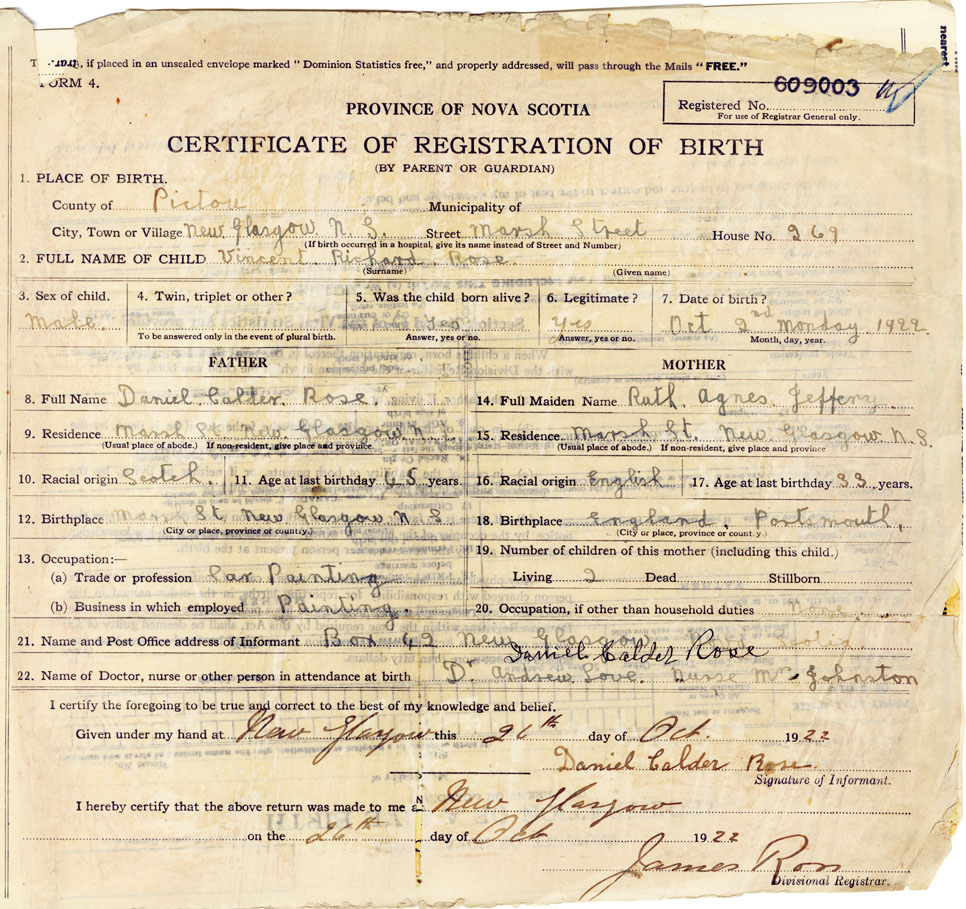 nearest
if placed in an unsealed envelope marked " Dominion Statistics free," and properly addressed, will pass through the Mails " FREE."
FORM 4.
609003
Registered No.
For use of Registrar General only.
PROVINCE OF NOVA SCOTIA
CERTIFICATE OF REGISTRATION OF BIRTH
(BY PARENT OR GUARDIAN)
1. PLACE OF BIRTH.
County of Pictou Municipality of
City, Town or Village New Glasgow N. S. Street Marsh Street House No. 269
(If birth occurred in a hospital, give its name instead of Street and Number)
2. FULL NAME OF CHILD Vincent Richard Rose.
(Surname) (Given name)
3. Sex of child. 4. Twin, triplet or other? 5. Was the child born alive? 6. Legitimate? 7. Date of birth?
Male. Yes Yes Oct 2nd Monday 1922
To be answered only in the event of plural birth. Answer, yes or no. Answer, yes or no. Month, day, year.
FATHER MOTHER
8. Full Name Daniel Calder Rose. 14. Full Maiden Name Ruth Agnes Jeffery
9. Residence Marsh St. New Glasgow N 15. Residence Marsh St. New Glasgow N. S.
(Usual place of abode.) If non-resident, give place and province (Usual place of abode.) If non-resident, give place and province
10. Racial origin Scotch. 11. Age at last birthday 45 years. 16. Racial origin English 17. Age at last birthday 33 years.
12. Birthplace Marsh St New Glasgow N S 18. Birthplace England, Portsmouth,
(City or place, province or country.) (City or place, province or country.)
13. Occupation:— 19. Number of children of this mother (including this child.)
(a) Trade or profession Car Painting Living 2 Dead Stillborn
(b) Business in which employed Painting. 20. Occupation, if other than household duties None
21. Name and Post Office address of Informant Box 49 New Glasgow Nova Scotia
Daniel Calder Rose
22. Name of Doctor, nurse or other person in attendance at birth Dr Andrew Love. Nurse Mrs Johnston
I certify the foregoing to be true and correct to the best of my knowledge and belief.
Given under my hand at New Glasgow this 26th day of Oct. 1922
Daniel Calder Rose.
Signature of Informant.
I hereby certify that the above return was made to me New Glasgow
on the 26th day of Oct 1922
James Ross
Divisional Registrar.